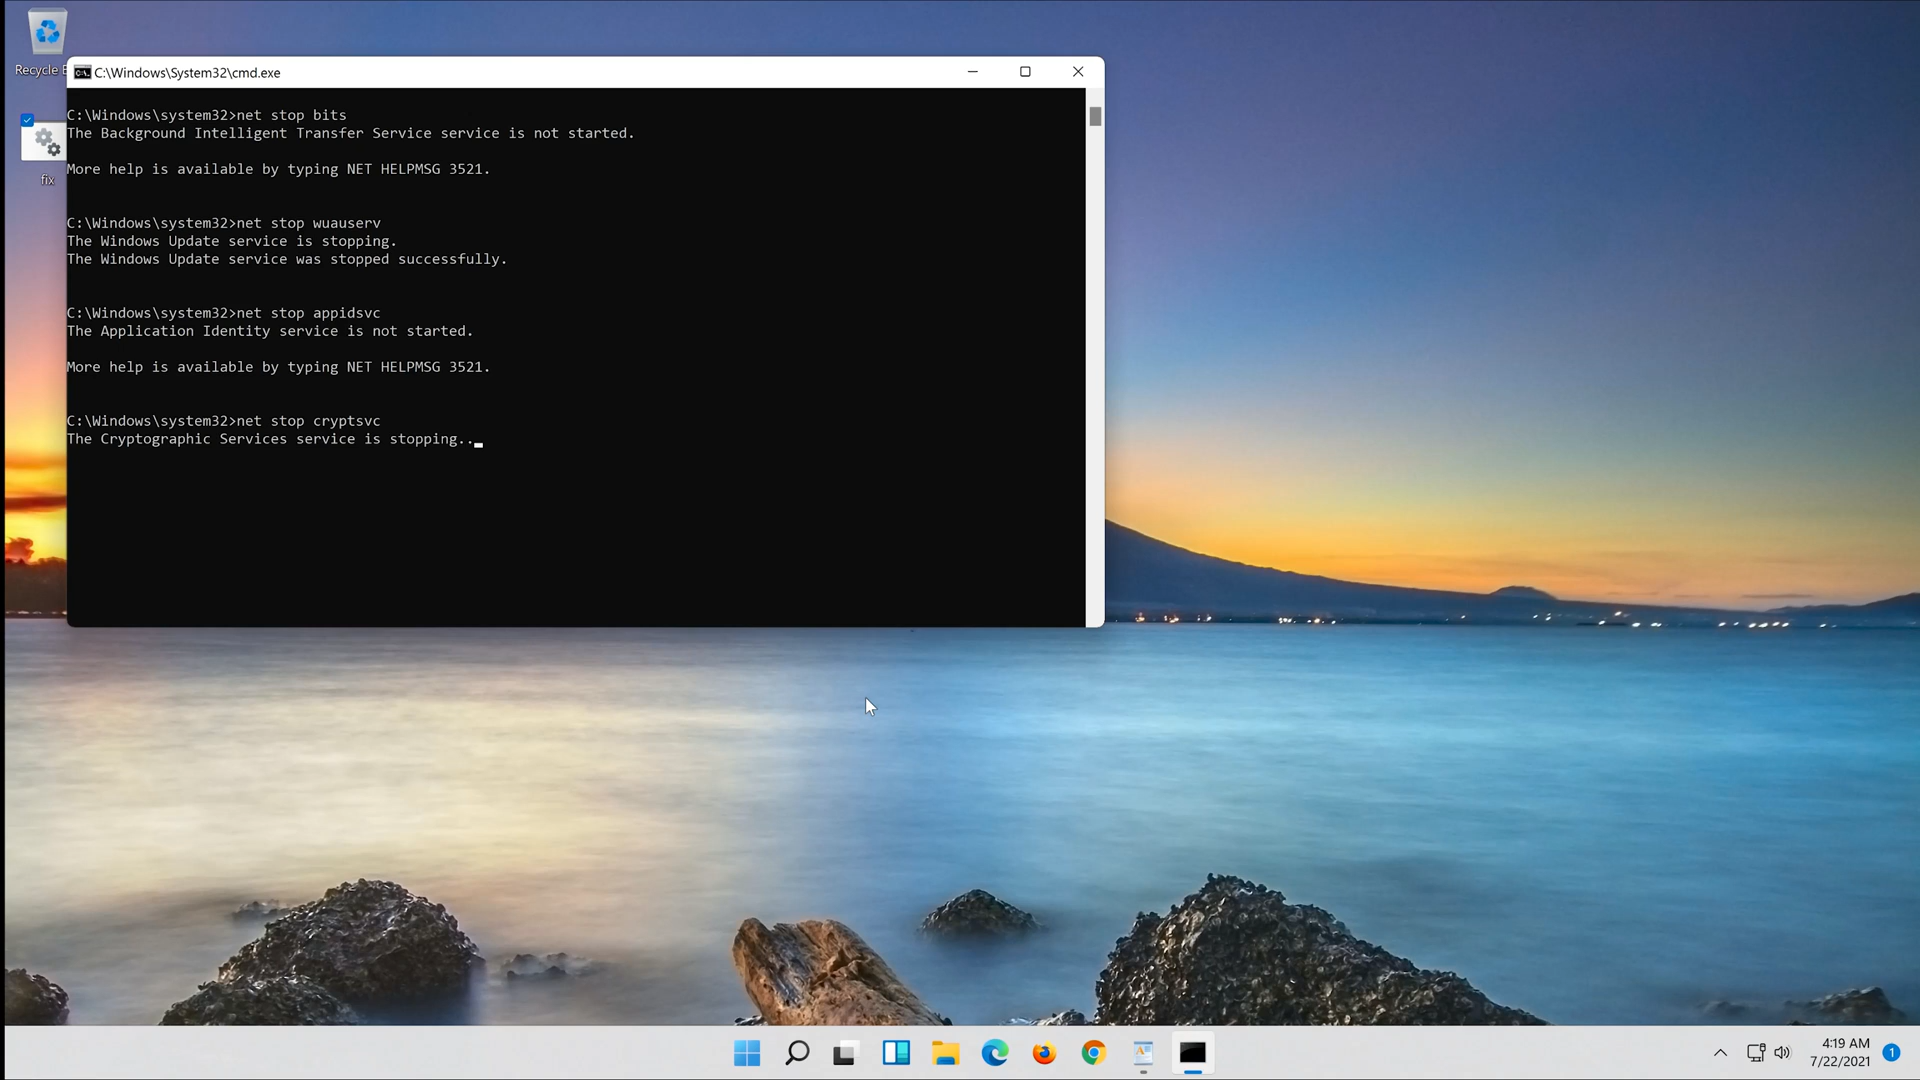 Recycle
C:\Windows\System32\cmd.exe
C:\Windows\system32>net stop bits
The Background Intelligent Transfer Service service is not started.
More help is available by typing NET HELPMSG 3521.
C:\Windows\system32>net stop wuauserv
The Windows Update service is stopping.
The Windows Update service was stopped successfully.
C:\Windows\system32>net stop appidsvc
The Application Identity service is not started.
More help is available by typing NET HELPMSG 3521.
C:\Windows\system32>net stop cryptsvc
The Cryptographic Services service is stopping..
fix
4:19 AM
7/22/2021
1